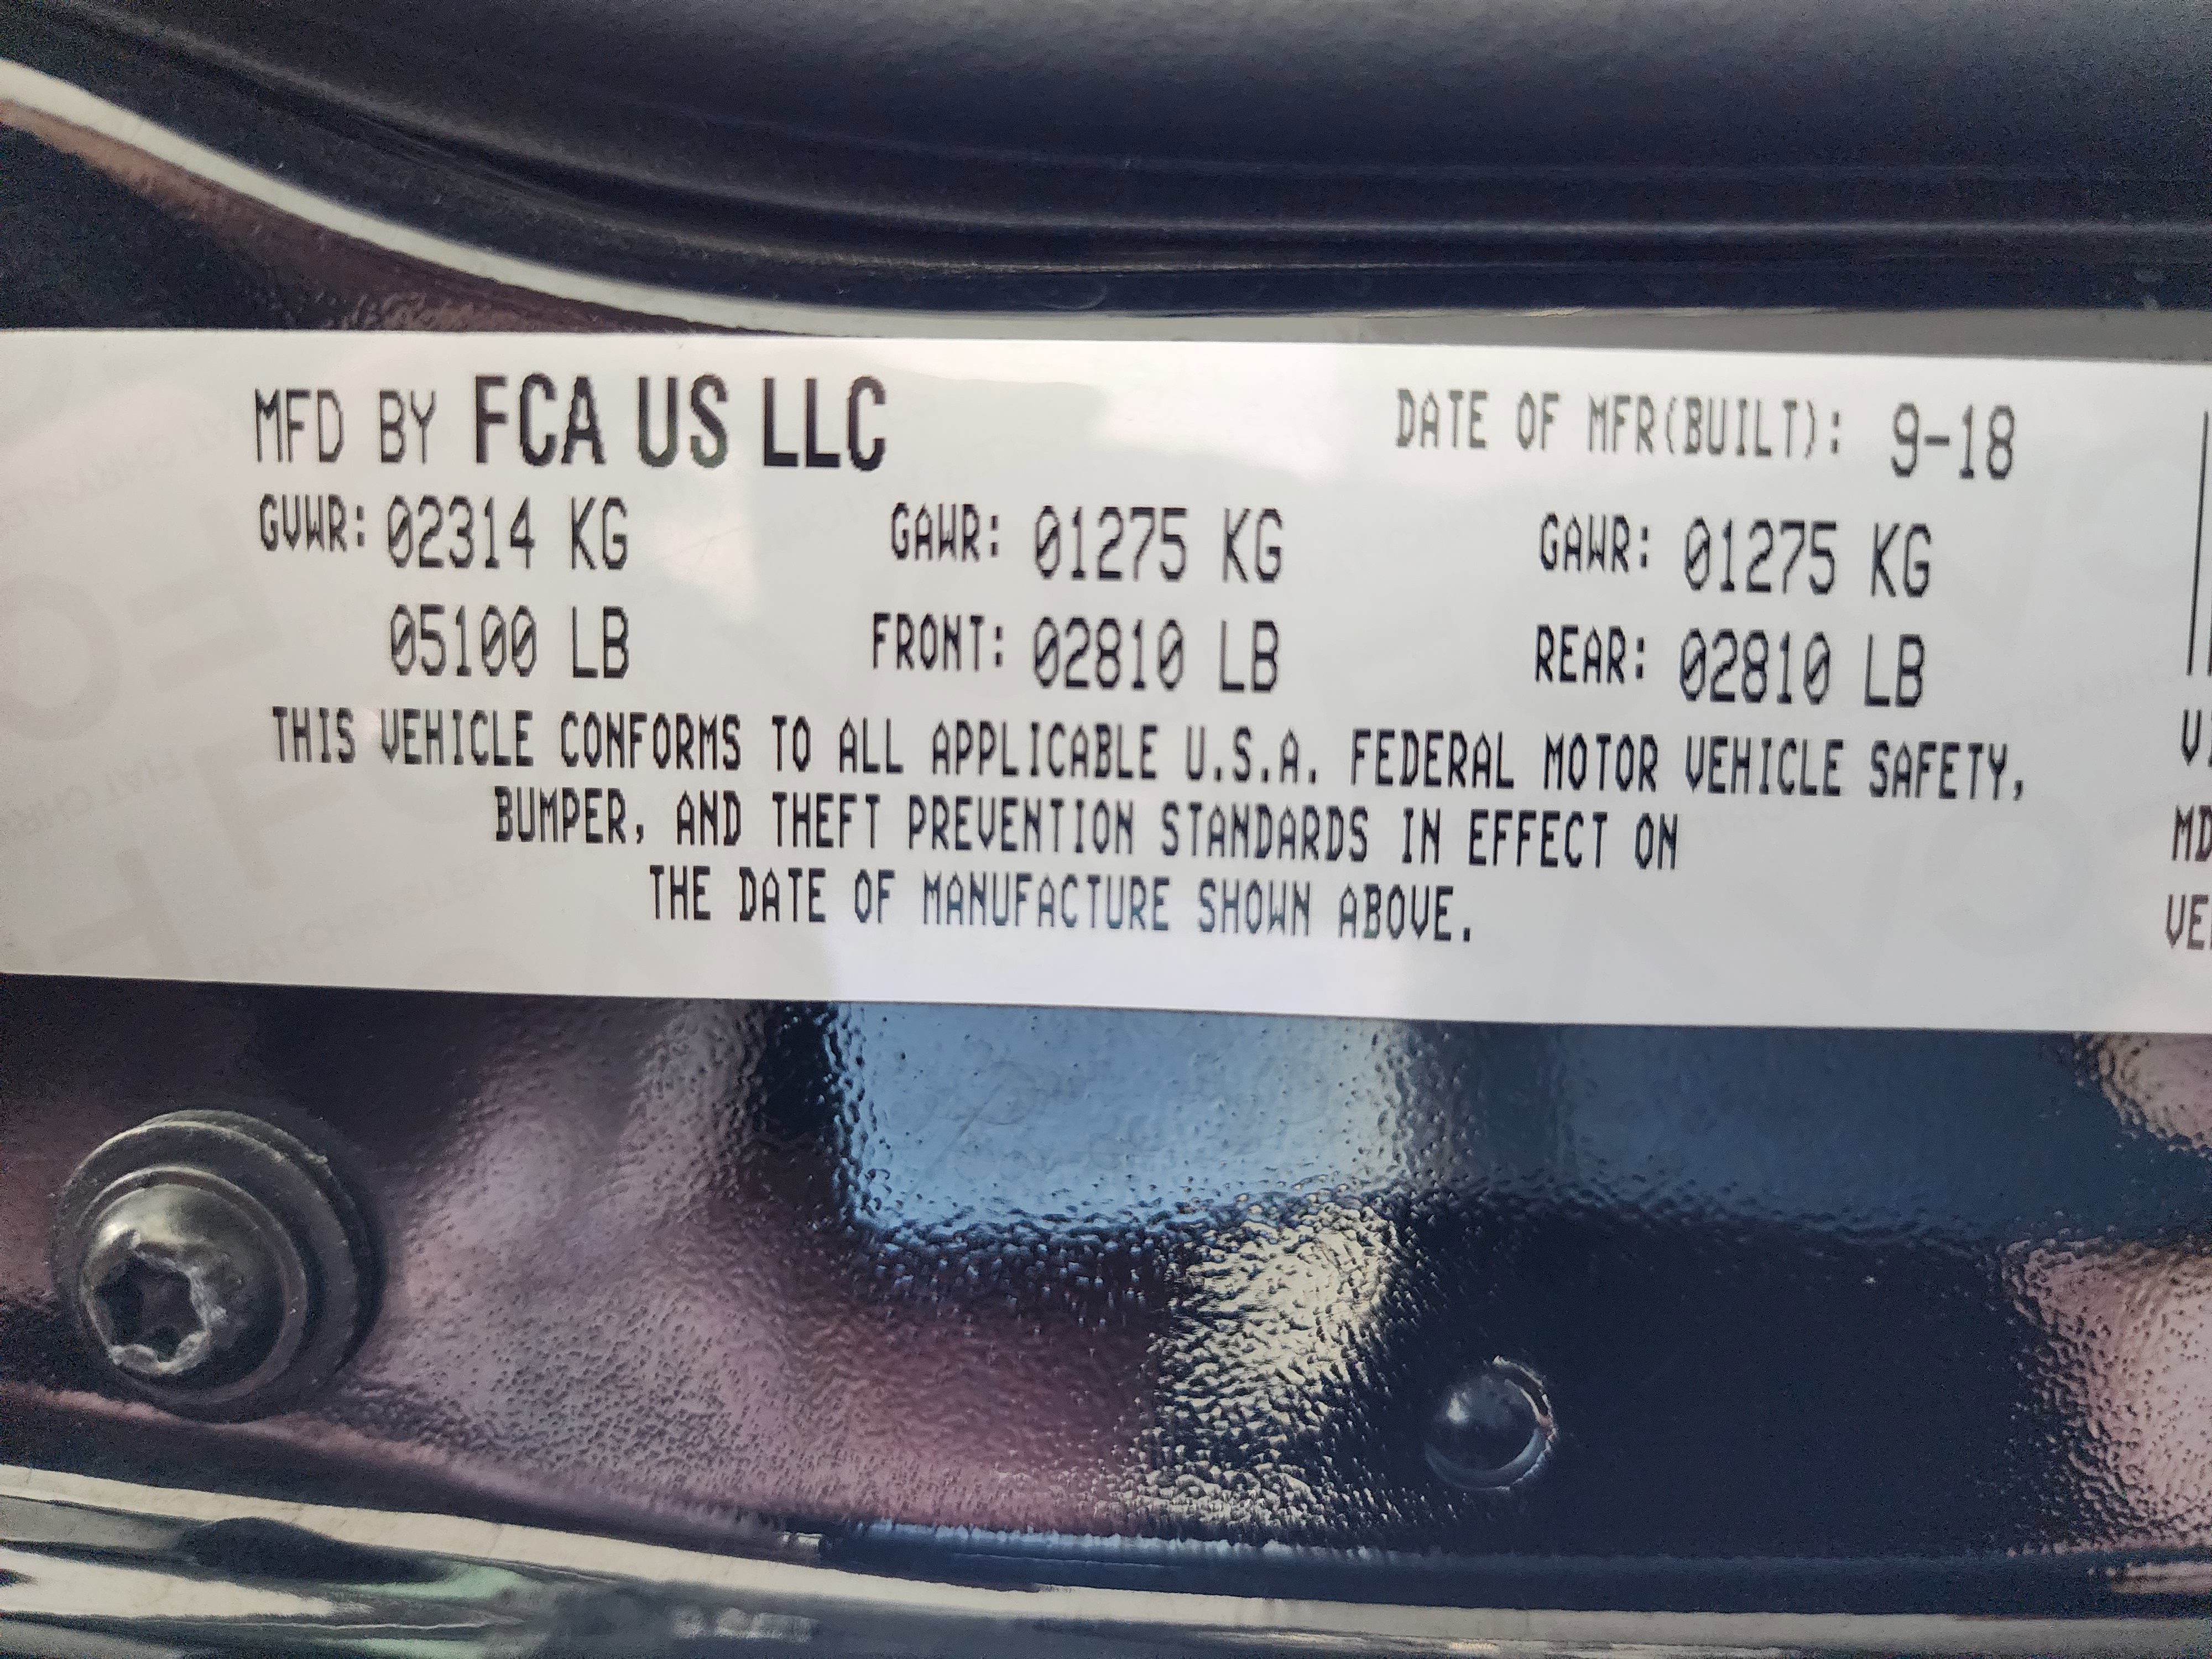 MFD BY FCA US LLC DATE OF MFR(BUILT): 9-18
GVWR: 02314 KG GAWR: 01275 KG GAWR: 01275 KG
05100 LB FRONT: 02810 LB REAR: 02810 LB
THIS VEHICLE CONFORMS TO ALL APPLICABLE U.S.A. FEDERAL MOTOR VEHICLE SAFETY,
BUMPER, AND THEFT PREVENTION STANDARDS IN EFFECT ON
THE DATE OF MANUFACTURE SHOWN ABOVE.